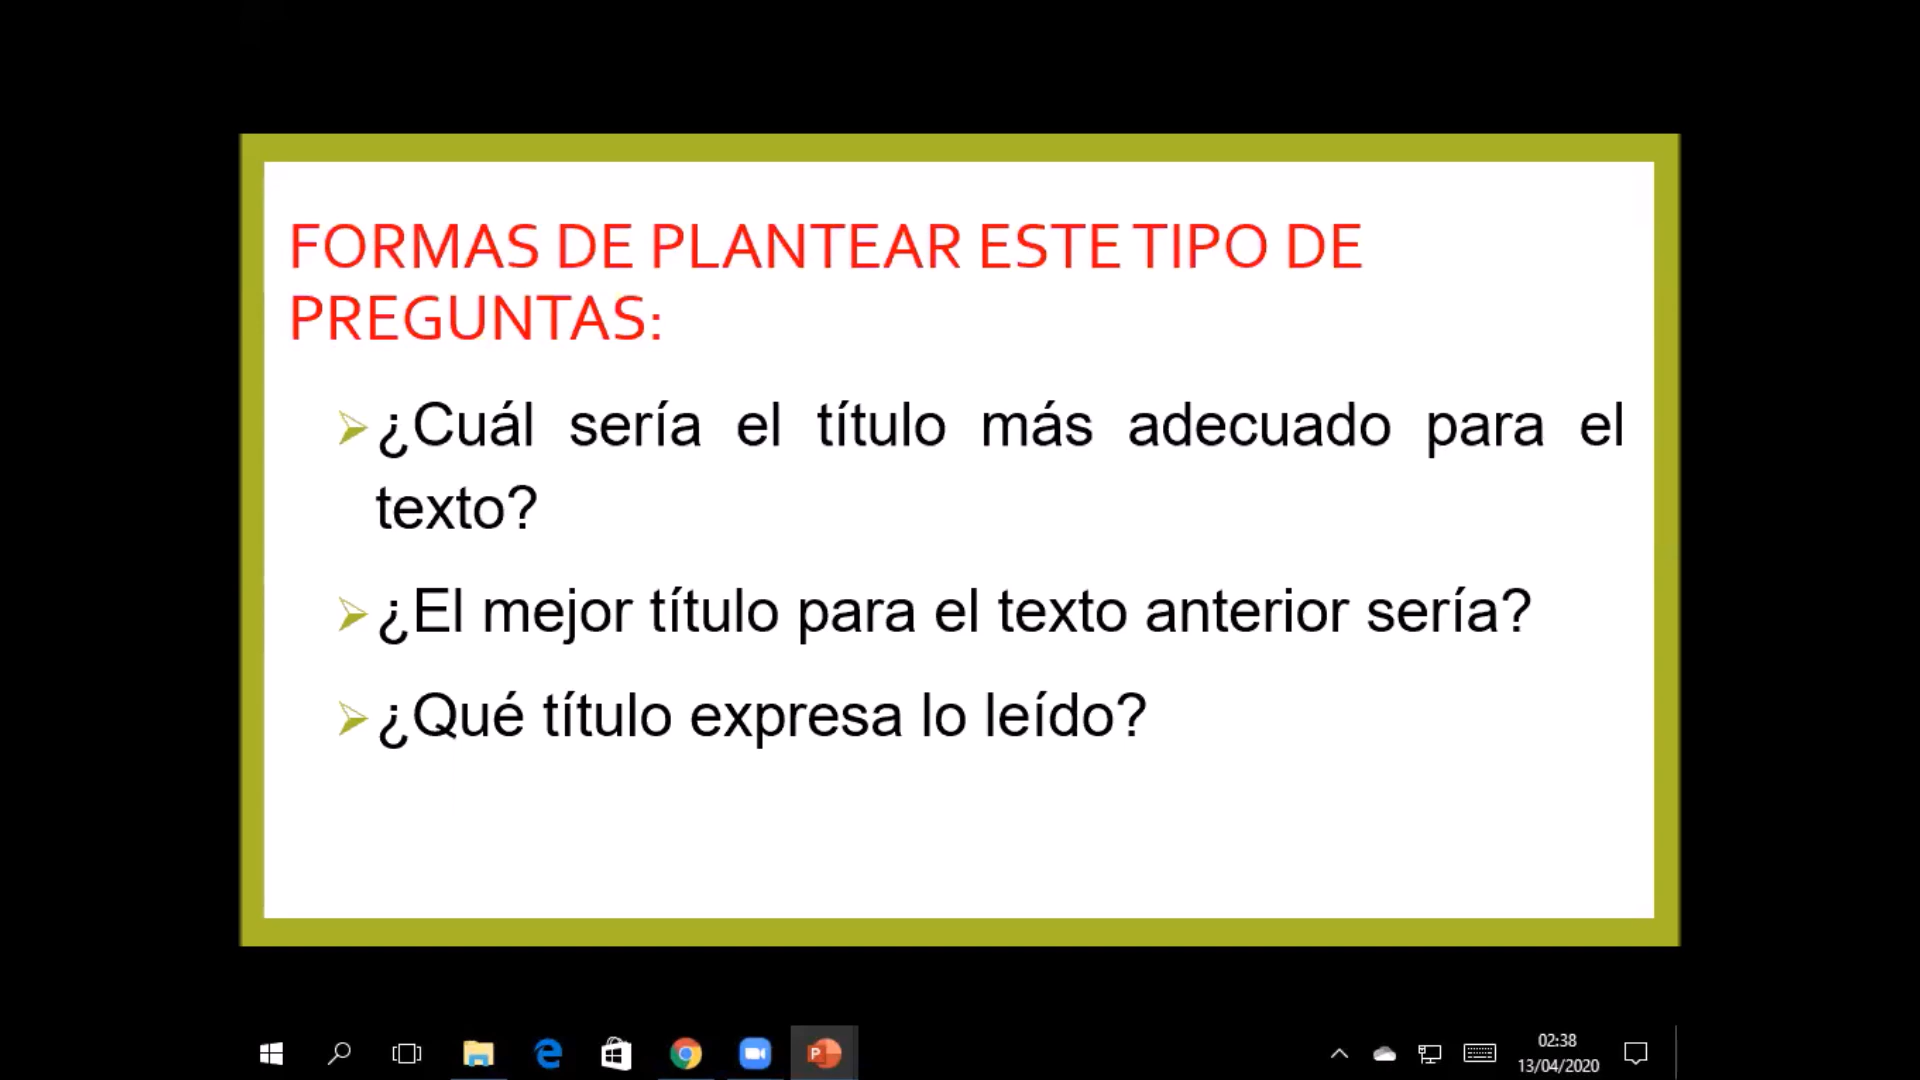 FORMAS DE PLANTEAR ESTE TIPO DE
PREGUNTAS:
¿Cuál sería el título más adecuado para el
texto?
¿El mejor título para el texto anterior sería?
¿Qué título expresa lo leído?
02:38
13/04/2020